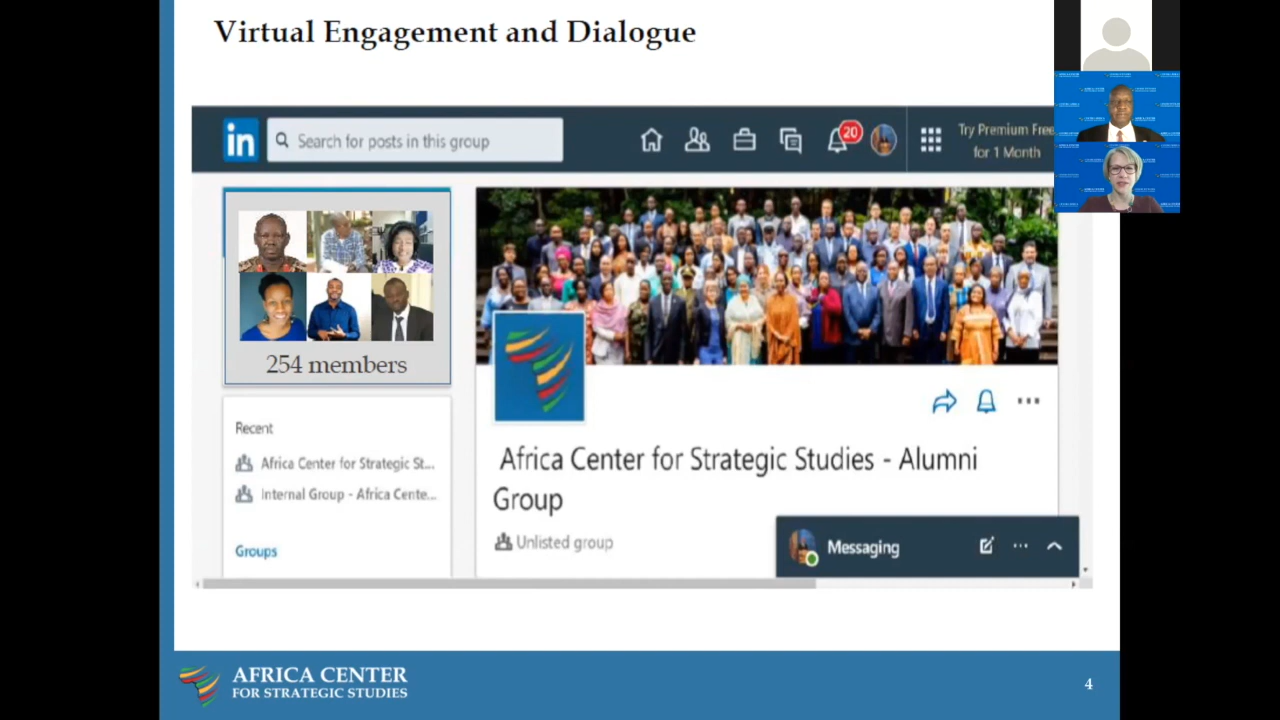 Virtual Engagement and Dialogue
in
Search for posts in this group
20
Try Premium Free
for 1 Month
254 members
Recent
Africa Center for Strategic St...
Internal Group - Africa Cente...
Groups
Africa Center for Strategic Studies - Alumni
Group
Unlisted group
Messaging
AFRICA CENTER
FOR STRATEGIC STUDIES
4